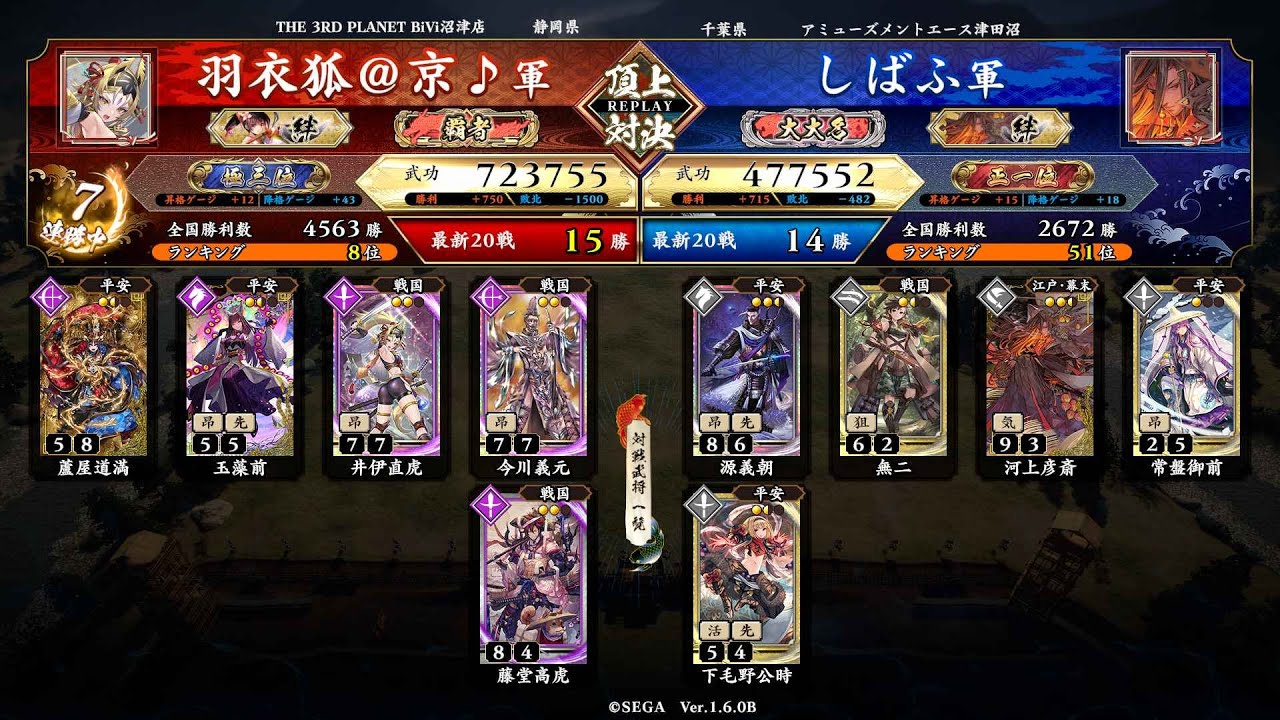 THE 3RD PLANET BiVi沼津店 静岡県 千葉県 アミューズメントエース津田沼
羽衣狐@京♪軍
頂上
REPLAY
対決
しばふ軍
絆 覇者 大大名 絆
極三位 武功 723755 武功 477552 正一位
昇格ゲージ +12 降格ゲージ +43 勝利 +750 敗北 -1500 勝利 +715 敗北 -482 昇格ゲージ +15 降格ゲージ +18
7
連勝中
全国勝利数 4563勝 最新20戦 15勝 最新20戦 14勝 全国勝利数 2672勝
ランキング 8位 ランキング 51位
平安 平安 戦国 戦国 平安 戦国 江戸・幕末 平安
昂 先 昂 昂 昂 先 狙 気 昂
5 8 5 5 7 7 7 7 8 6 6 2 9 3 2 5
蘆屋道満 玉藻前 井伊直虎 今川義元 源義朝 無二 河上彦斎 常盤御前
対戦武将一覧
戦国 平安
活 先
8 4 5 4
藤堂高虎 下毛野公時
©SEGA Ver.1.6.0B